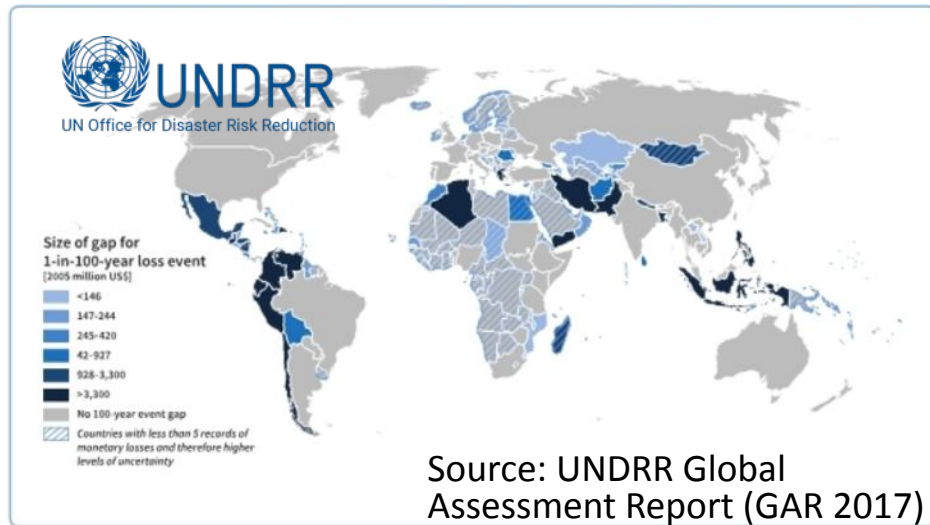 UNDRR
UN Office for Disaster Risk Reduction
Size of gap for
1-in-100-year loss event
[2005 million US$]
<146
147-244
245-420
42-927
928-3,300
>3,300
No 100-year event gap
Countries with less than 5 records of
monetary losses and therefore higher
levels of uncertainty
Source: UNDRR Global
Assessment Report (GAR 2017)